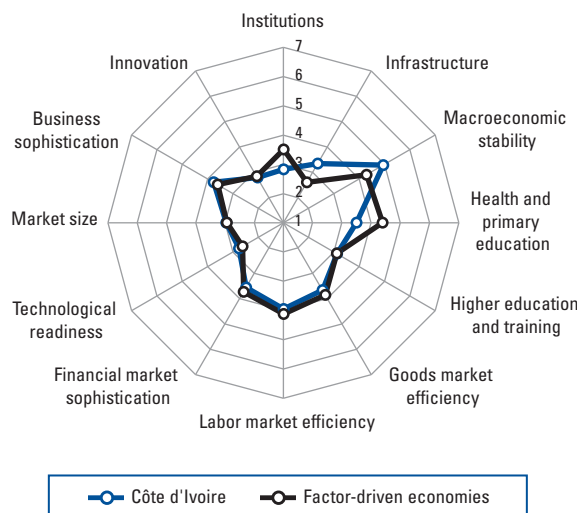 Institutions
Infrastructure
Macroeconomic
stability
Health and
primary
education
Higher education
and training
Goods market
efficiency
Labor market efficiency
Financial market
sophistication
Technological
readiness
Market size
Business
sophistication
Innovation
7
6
5
4
3
2
1
Côte d'Ivoire
Factor-driven economies